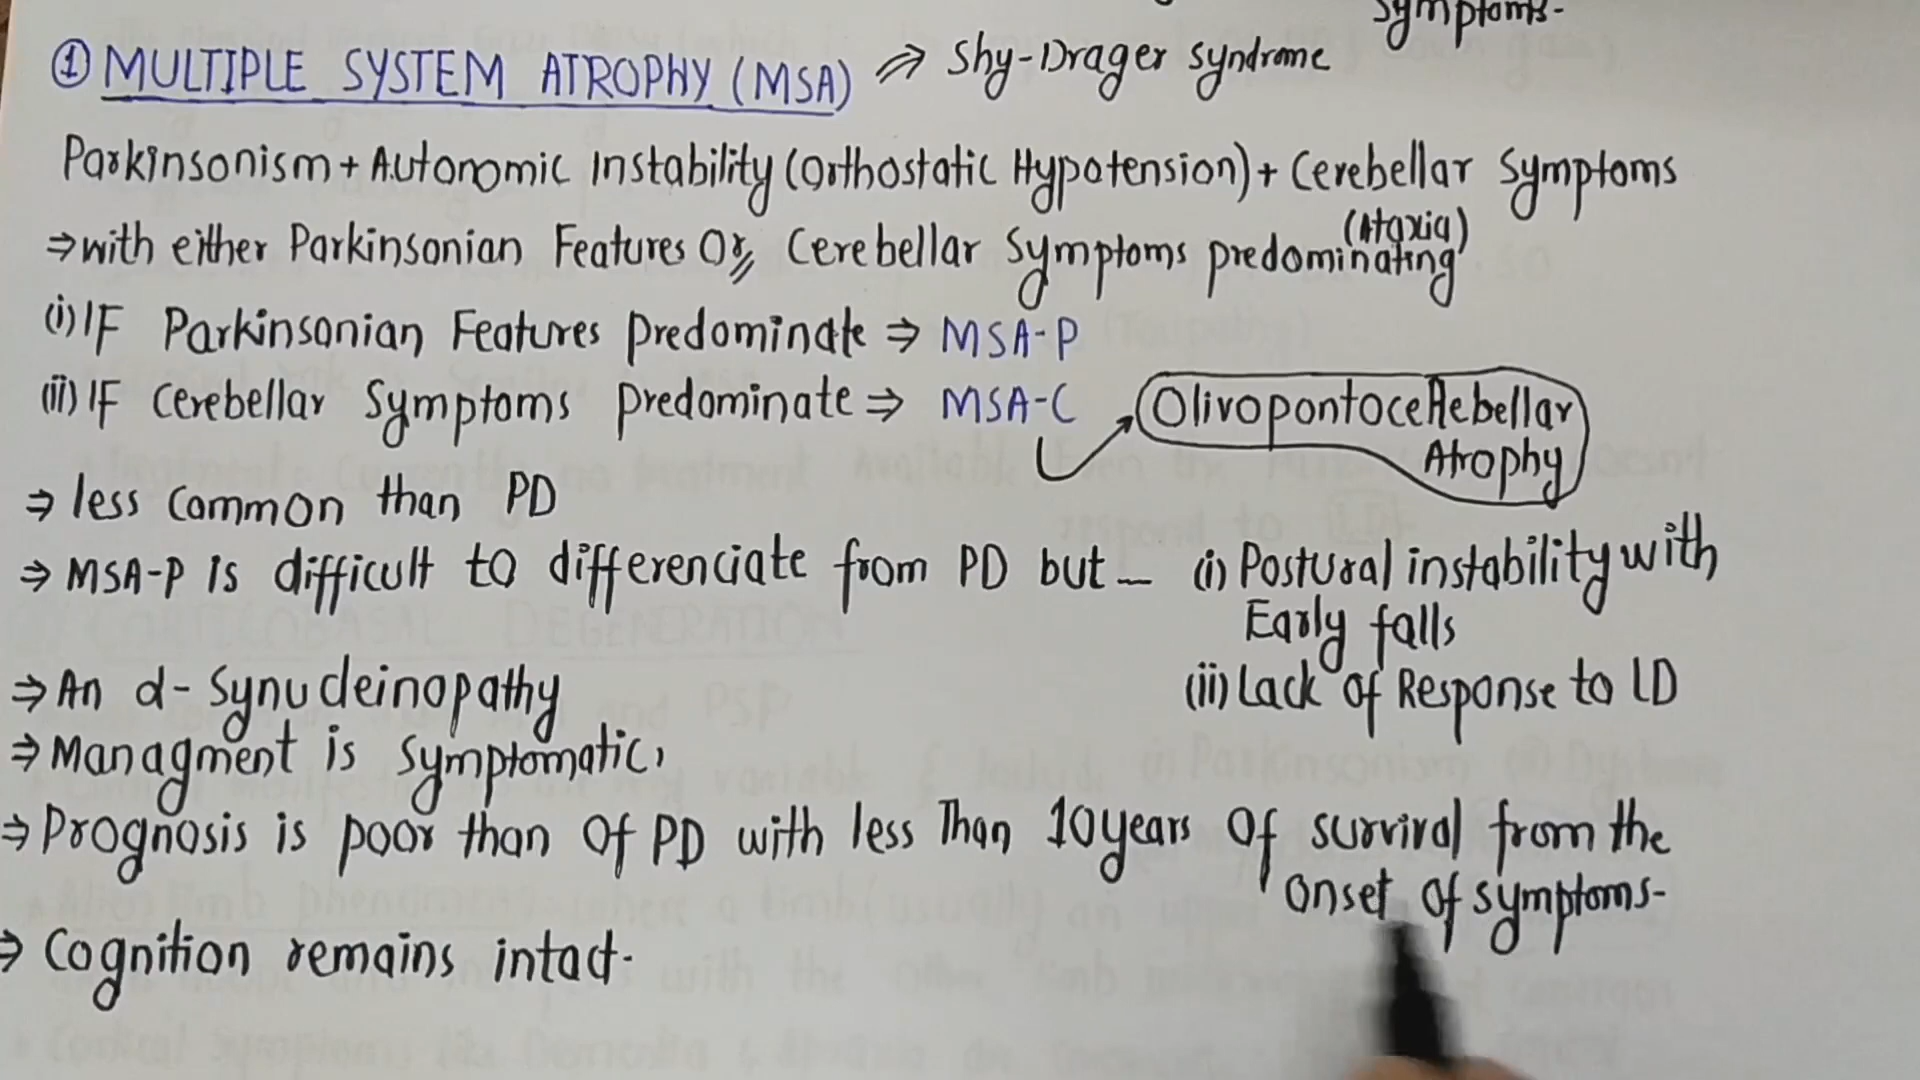 symptoms-
① MULTIPLE SYSTEM ATROPHY (MSA) ⇒ Shy-Drager syndrome
Parkinsonism + Autonomic Instability (Orthostatic Hypotension) + Cerebellar Symptoms
(Ataxia)
⇒ with either Parkinsonian Features Or, Cerebellar Symptoms predominating
(i) IF Parkinsonian Features Predominate ⇒ MSA-P
(ii) IF Cerebellar Symptoms predominate ⇒ MSA-C
Olivopontocerebellar
Atrophy
⇒ less common than PD
⇒ MSA-P is difficult to differenciate from PD but - (i) Postural instability with
Early falls
(ii) Lack of Response to LD
⇒ An α-Synucleinopathy
⇒ Managment is symptomatic,
⇒ Prognosis is poor than of PD with less Than 10 years of survival from the
onset of symptoms-
⇒ Cognition remains intact-